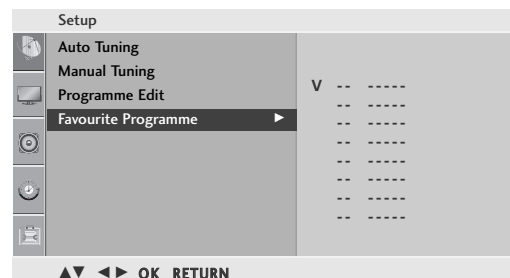 Setup
Auto Tuning
Manual Tuning
Programme Edit
Favourite Programme ►
V -- -----
-- -----
-- -----
-- -----
-- -----
-- -----
-- -----
-- -----
▲▼ ◄► OK RETURN